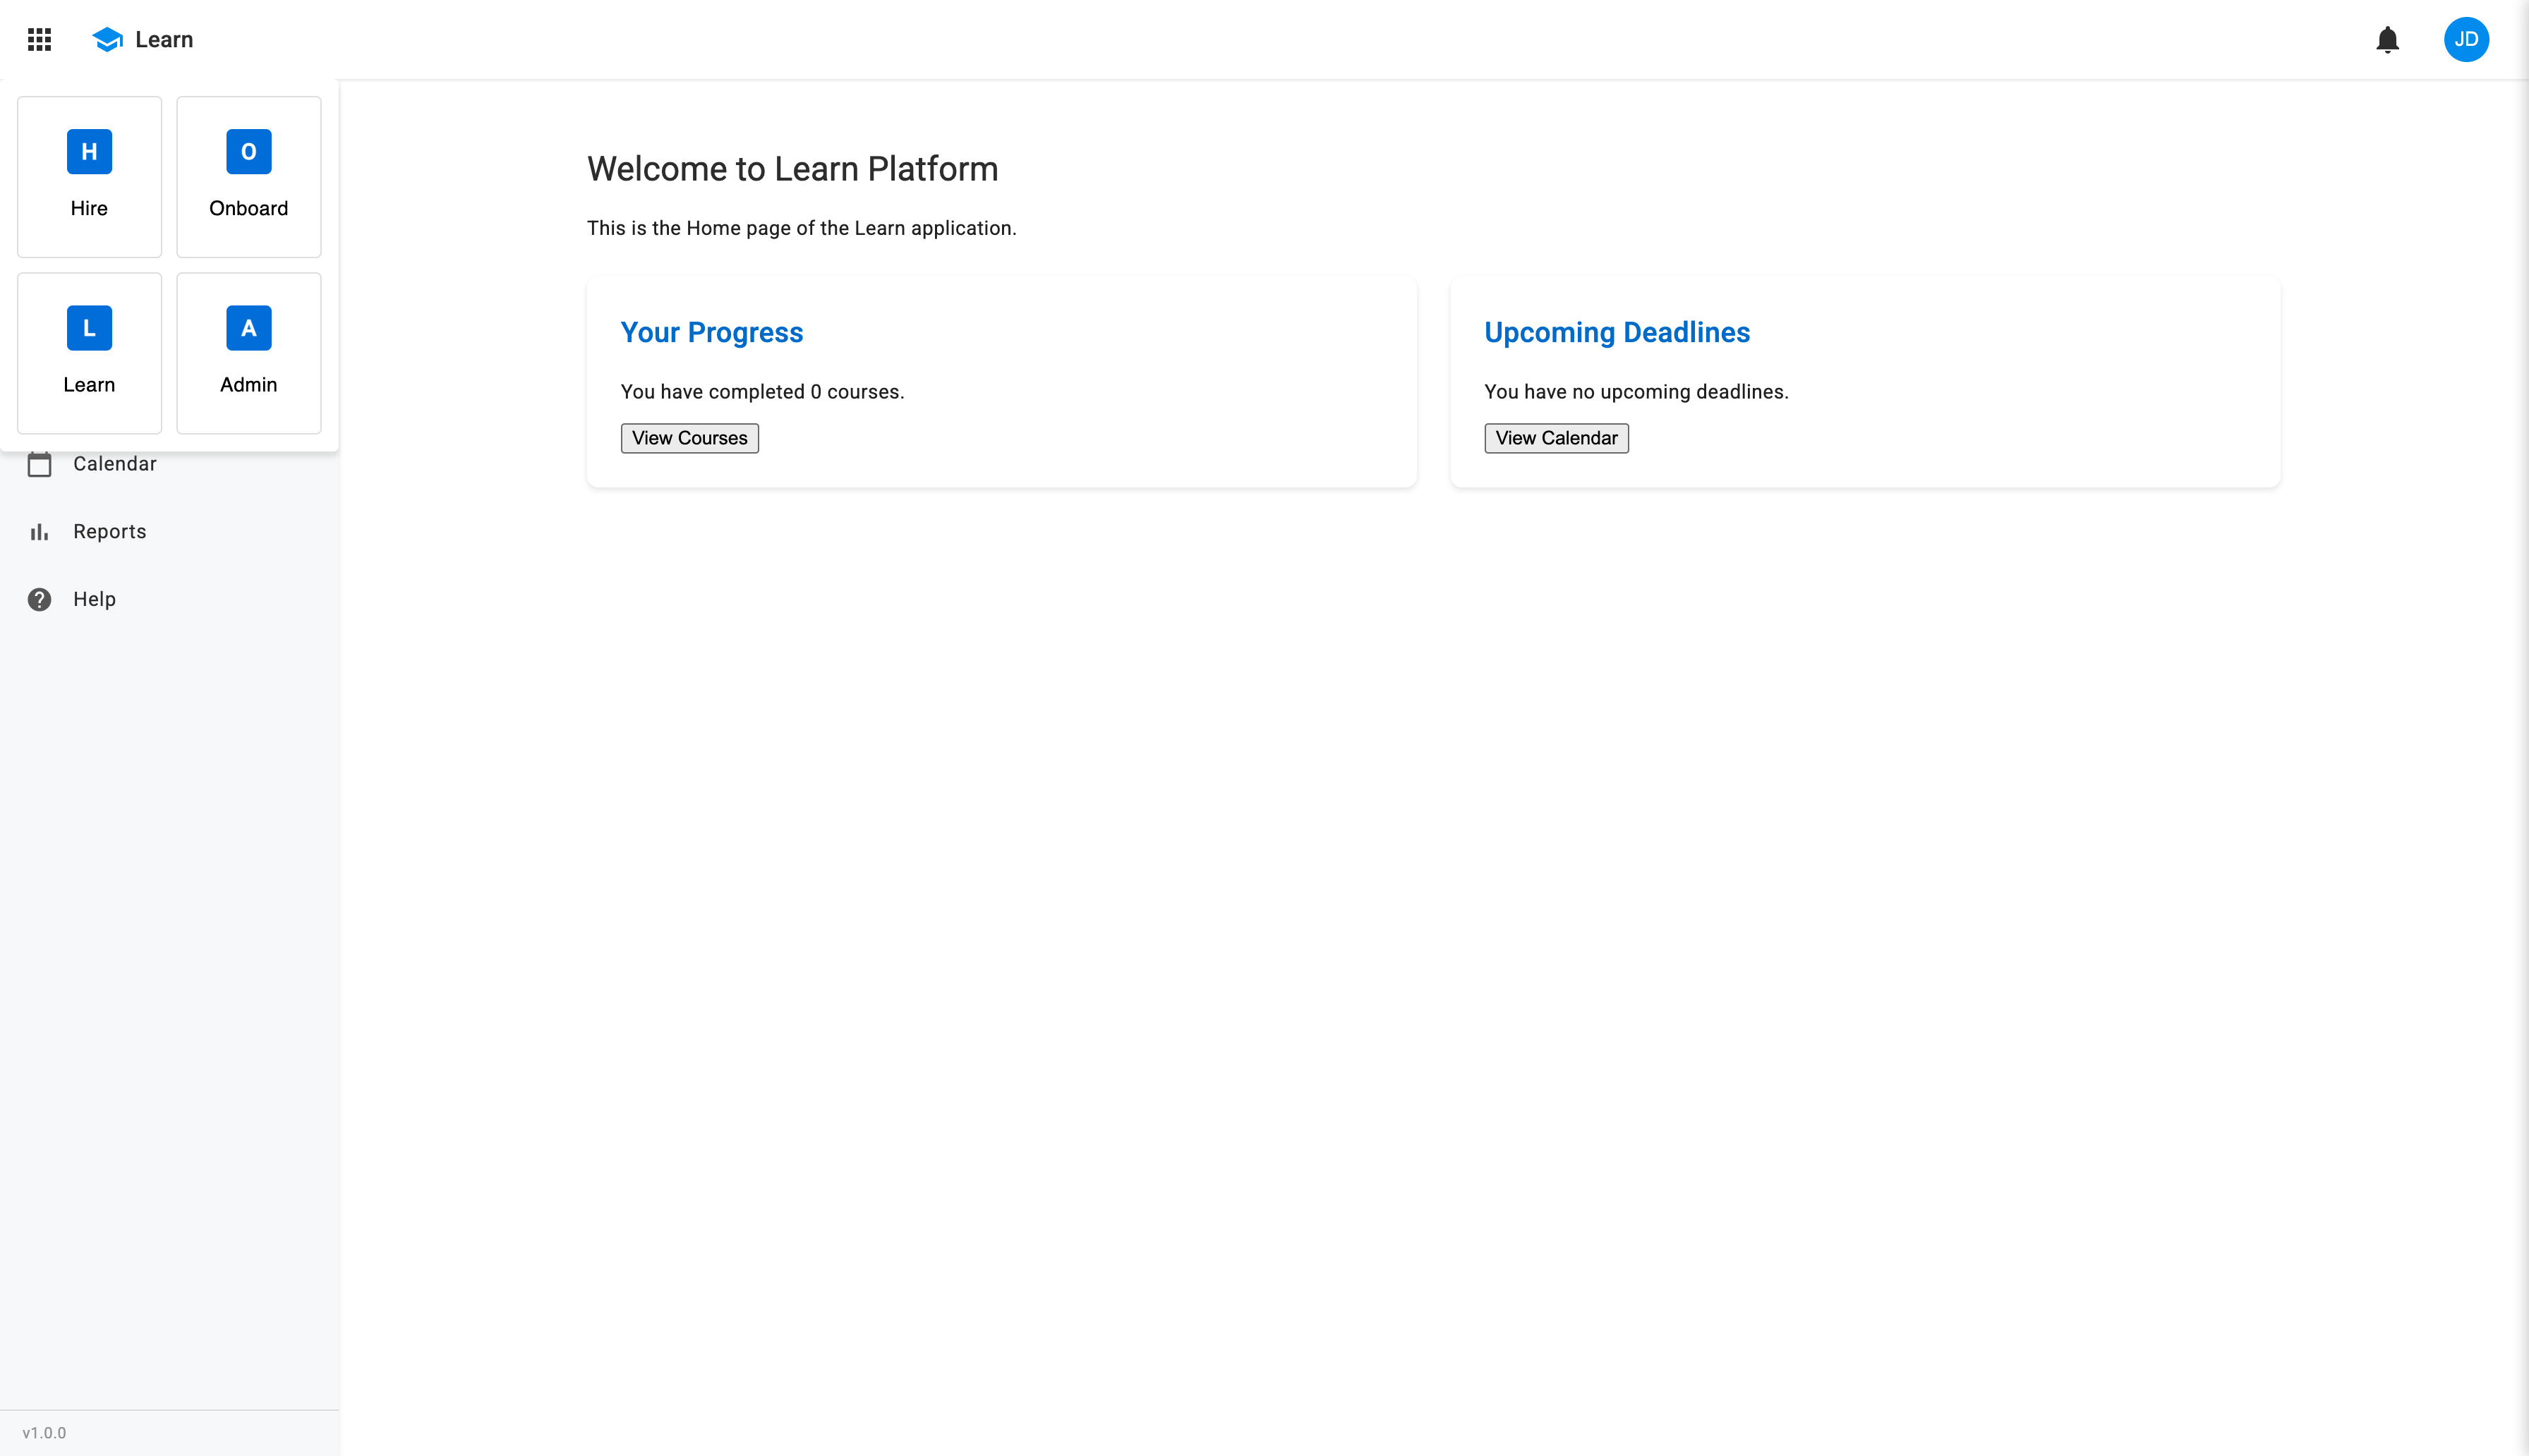 Learn
JD
H
Hire
O
Onboard
L
Learn
A
Admin
Calendar
Reports
Help
v1.0.0
Welcome to Learn Platform
This is the Home page of the Learn application.
Your Progress
You have completed 0 courses.
View Courses
Upcoming Deadlines
You have no upcoming deadlines.
View Calendar